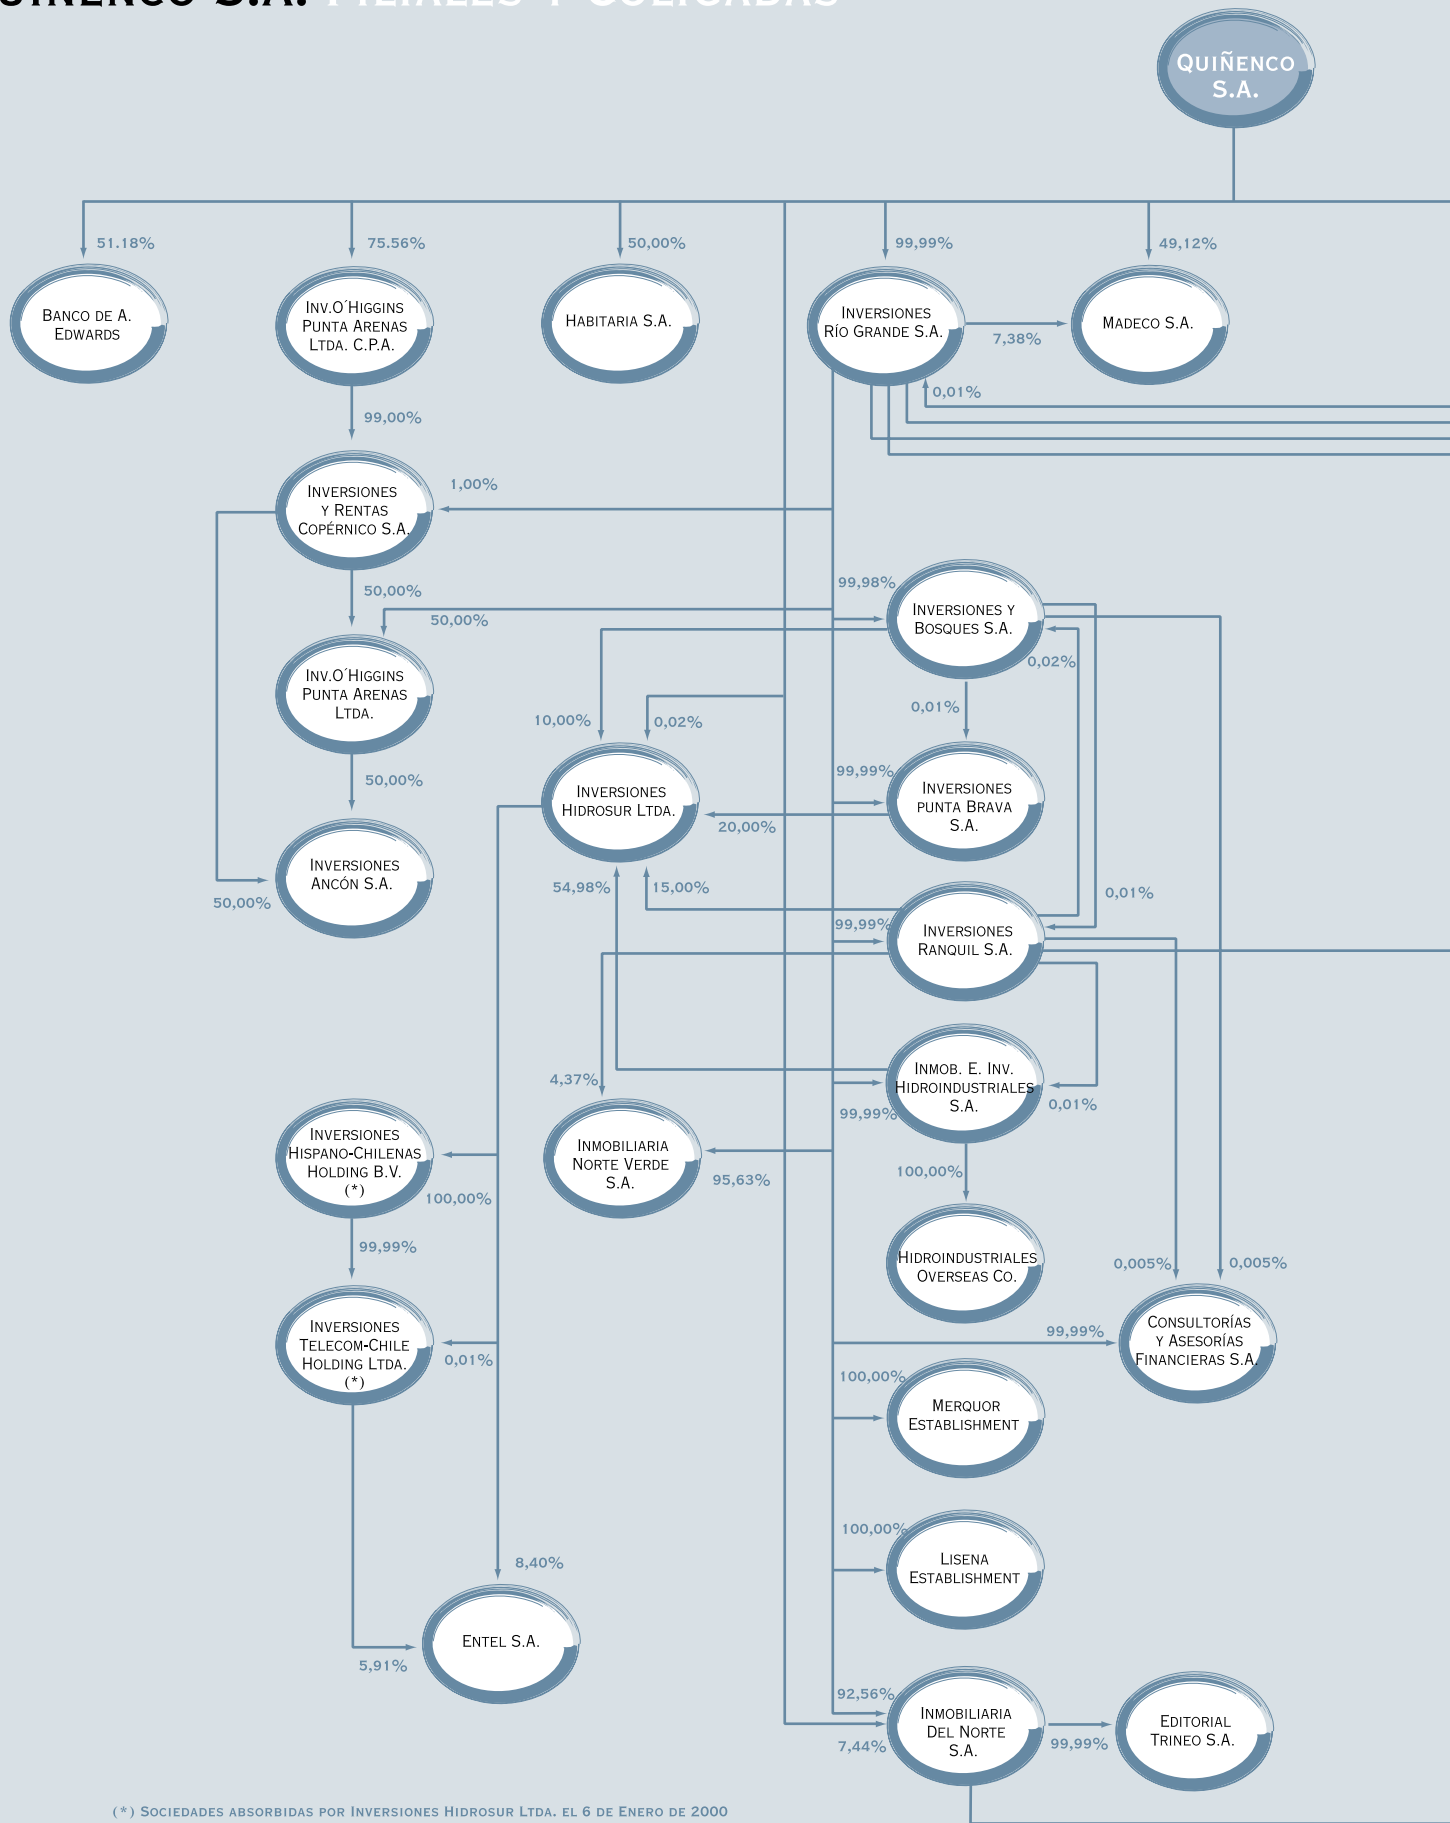 S.A. FILIALES Y COLIGADAS
QUIÑENCO
S.A.
51.18%
75.56%
50,00%
99,99%
49,12%
BANCO DE A.
EDWARDS
INV.O´HIGGINS
PUNTA ARENAS
LTDA. C.P.A.
HABITARIA S.A.
INVERSIONES
RÍO GRANDE S.A.
7,38%
MADECO S.A.
0,01%
99,00%
INVERSIONES
Y RENTAS
COPÉRNICO S.A.
1,00%
50,00%
50,00%
99,98%
INVERSIONES Y
BOSQUES S.A.
0,02%
INV.O´HIGGINS
PUNTA ARENAS
LTDA.
10,00%
0,02%
0,01%
50,00%
INVERSIONES
HIDROSUR LTDA.
99,99%
INVERSIONES
PUNTA BRAVA
S.A.
20,00%
INVERSIONES
ANCÓN S.A.
50,00%
54,98%
15,00%
0,01%
99,99%
INVERSIONES
RANQUIL S.A.
4,37%
INMOB. E. INV.
HIDROINDUSTRIALES
S.A.
99,99%
0,01%
INVERSIONES
HISPANO-CHILENAS
HOLDING B.V.
(*)
100,00%
INMOBILIARIA
NORTE VERDE
S.A.
95,63%
100,00%
99,99%
HIDROINDUSTRIALES
OVERSEAS CO.
0,005%
0,005%
INVERSIONES
TELECOM-CHILE
HOLDING LTDA.
(*)
0,01%
99,99%
CONSULTORÍAS
Y ASESORÍAS
FINANCIERAS S.A.
100,00%
MERQUOR
ESTABLISHMENT
100,00%
LISENA
ESTABLISHMENT
8,40%
ENTEL S.A.
5,91%
92,56%
INMOBILIARIA
DEL NORTE
S.A.
7,44%
99,99%
EDITORIAL
TRINEO S.A.
(*) SOCIEDADES ABSORBIDAS POR INVERSIONES HIDROSUR LTDA. EL 6 DE ENERO DE 2000